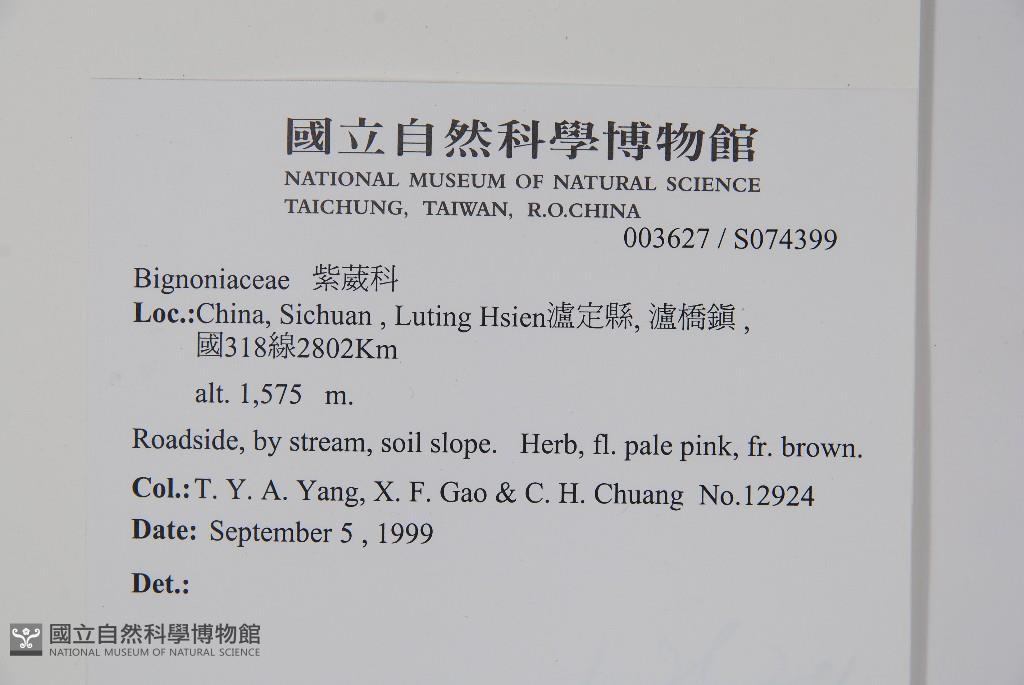 國立自然科學博物館
NATIONAL MUSEUM OF NATURAL SCIENCE
TAICHUNG, TAIWAN, R.O.CHINA
003627 / S074399
Bignoniaceae 紫葳科
Loc.:China, Sichuan , Luting Hsien瀘定縣, 瀘橋鎮 ,
國318線2802Km
alt. 1,575 m.
Roadside, by stream, soil slope. Herb, fl. pale pink, fr. brown.
Col.: T. Y. A. Yang, X. F. Gao & C. H. Chuang No.12924
Date: September 5 , 1999
Det.:
國立自然科學博物館
NATIONAL MUSEUM OF NATURAL SCIENCE